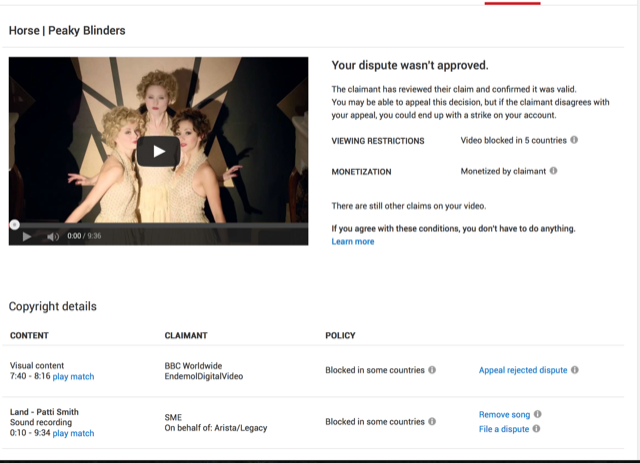 Horse | Peaky Blinders
Your dispute wasn't approved.
The claimant has reviewed their claim and confirmed it was valid.
You may be able to appeal this decision, but if the claimant disagrees with
your appeal, you could end up with a strike on your account.
VIEWING RESTRICTIONS Video blocked in 5 countries
MONETIZATION Monetized by claimant
There are still other claims on your video.
If you agree with these conditions, you don't have to do anything.
Learn more
0:00 / 9:36
Copyright details
CONTENT CLAIMANT POLICY
Visual content BBC Worldwide
7:40 - 8:16 play match EndemolDigitalVideo
Blocked in some countries Appeal rejected dispute
Land - Patti Smith
Sound recording
0:10 - 9:34 play match
SME
On behalf of: Arista/Legacy
Blocked in some countries
Remove song
File a dispute